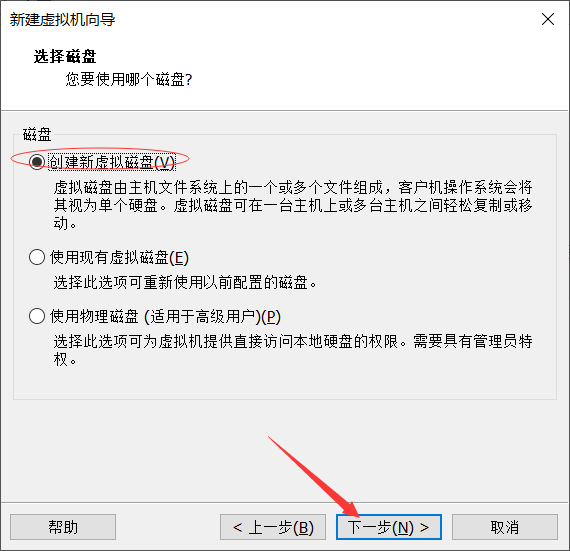 新建虚拟机向导
选择磁盘
您要使用哪个磁盘?
磁盘
创建新虚拟磁盘(V)
虚拟磁盘由主机文件系统上的一个或多个文件组成，客户机操作系统会将
其视为单个硬盘。虚拟磁盘可在一台主机上或多台主机之间轻松复制或移
动。
使用现有虚拟磁盘(E)
选择此选项可重新使用以前配置的磁盘。
使用物理磁盘 (适用于高级用户)(P)
选择此选项可为虚拟机提供直接访问本地硬盘的权限。需要具有管理员特
权。
帮助
< 上一步(B)
下一步(N) >
取消